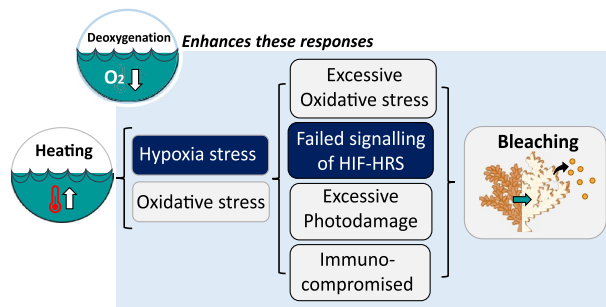 Deoxygenation
Enhances these responses
O₂
Heating
Hypoxia stress
Oxidative stress
Excessive
Oxidative stress
Failed signalling
of HIF-HRS
Excessive
Photodamage
Immuno-
compromised
Bleaching